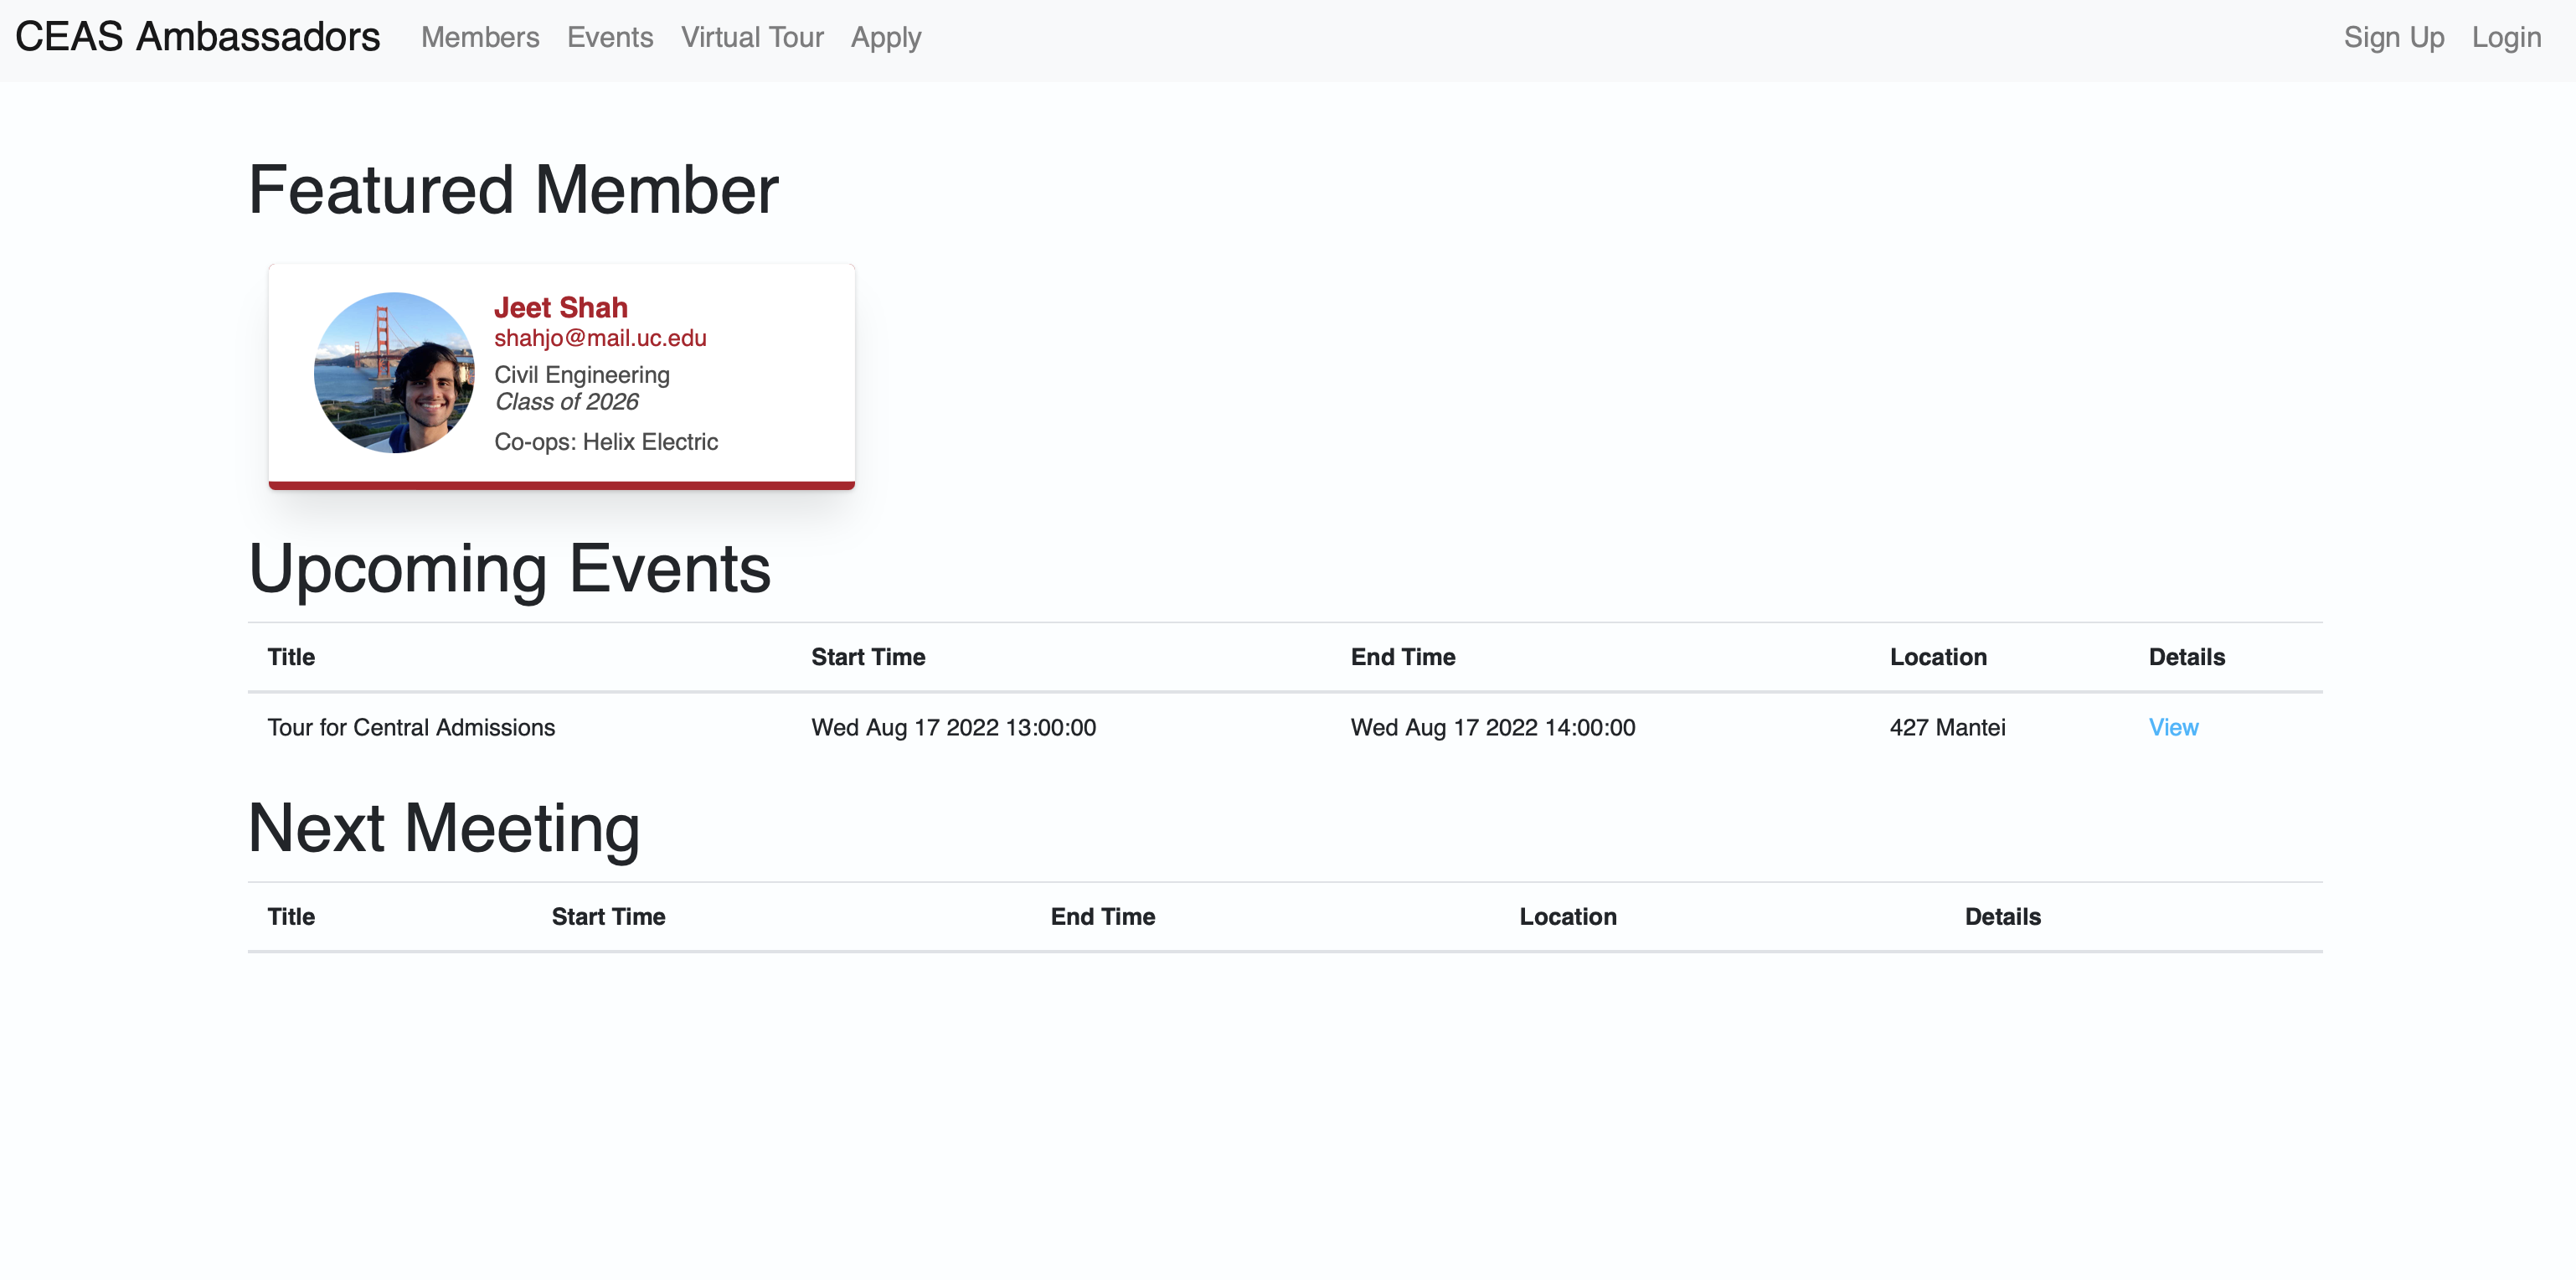 CEAS Ambassadors Members Events Virtual Tour Apply Sign Up Login
Featured Member
Jeet Shah
shahjo@mail.uc.edu
Civil Engineering
Class of 2026
Co-ops: Helix Electric
Upcoming Events
Title Start Time End Time Location Details
Tour for Central Admissions Wed Aug 17 2022 13:00:00 Wed Aug 17 2022 14:00:00 427 Mantei View
Next Meeting
Title Start Time End Time Location Details